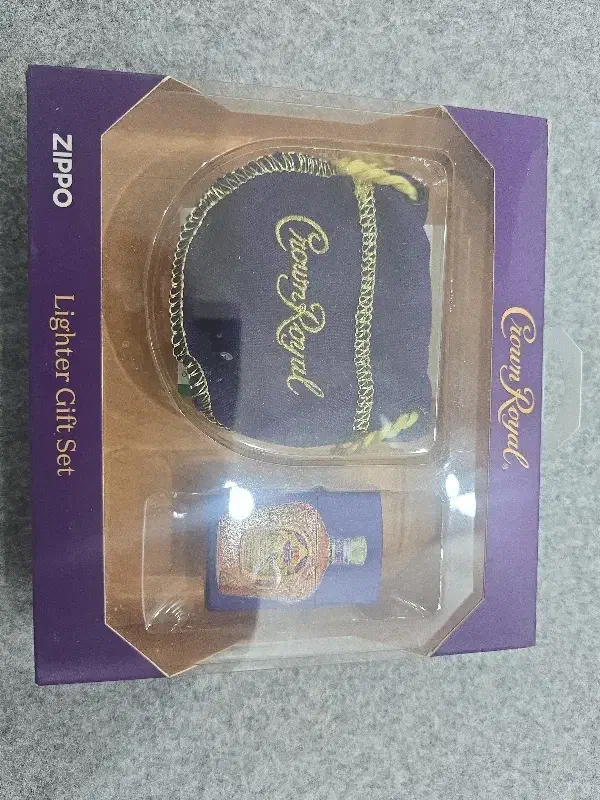 Crown Royal®
Crown Royal
ZIPPO
Lighter Gift Set